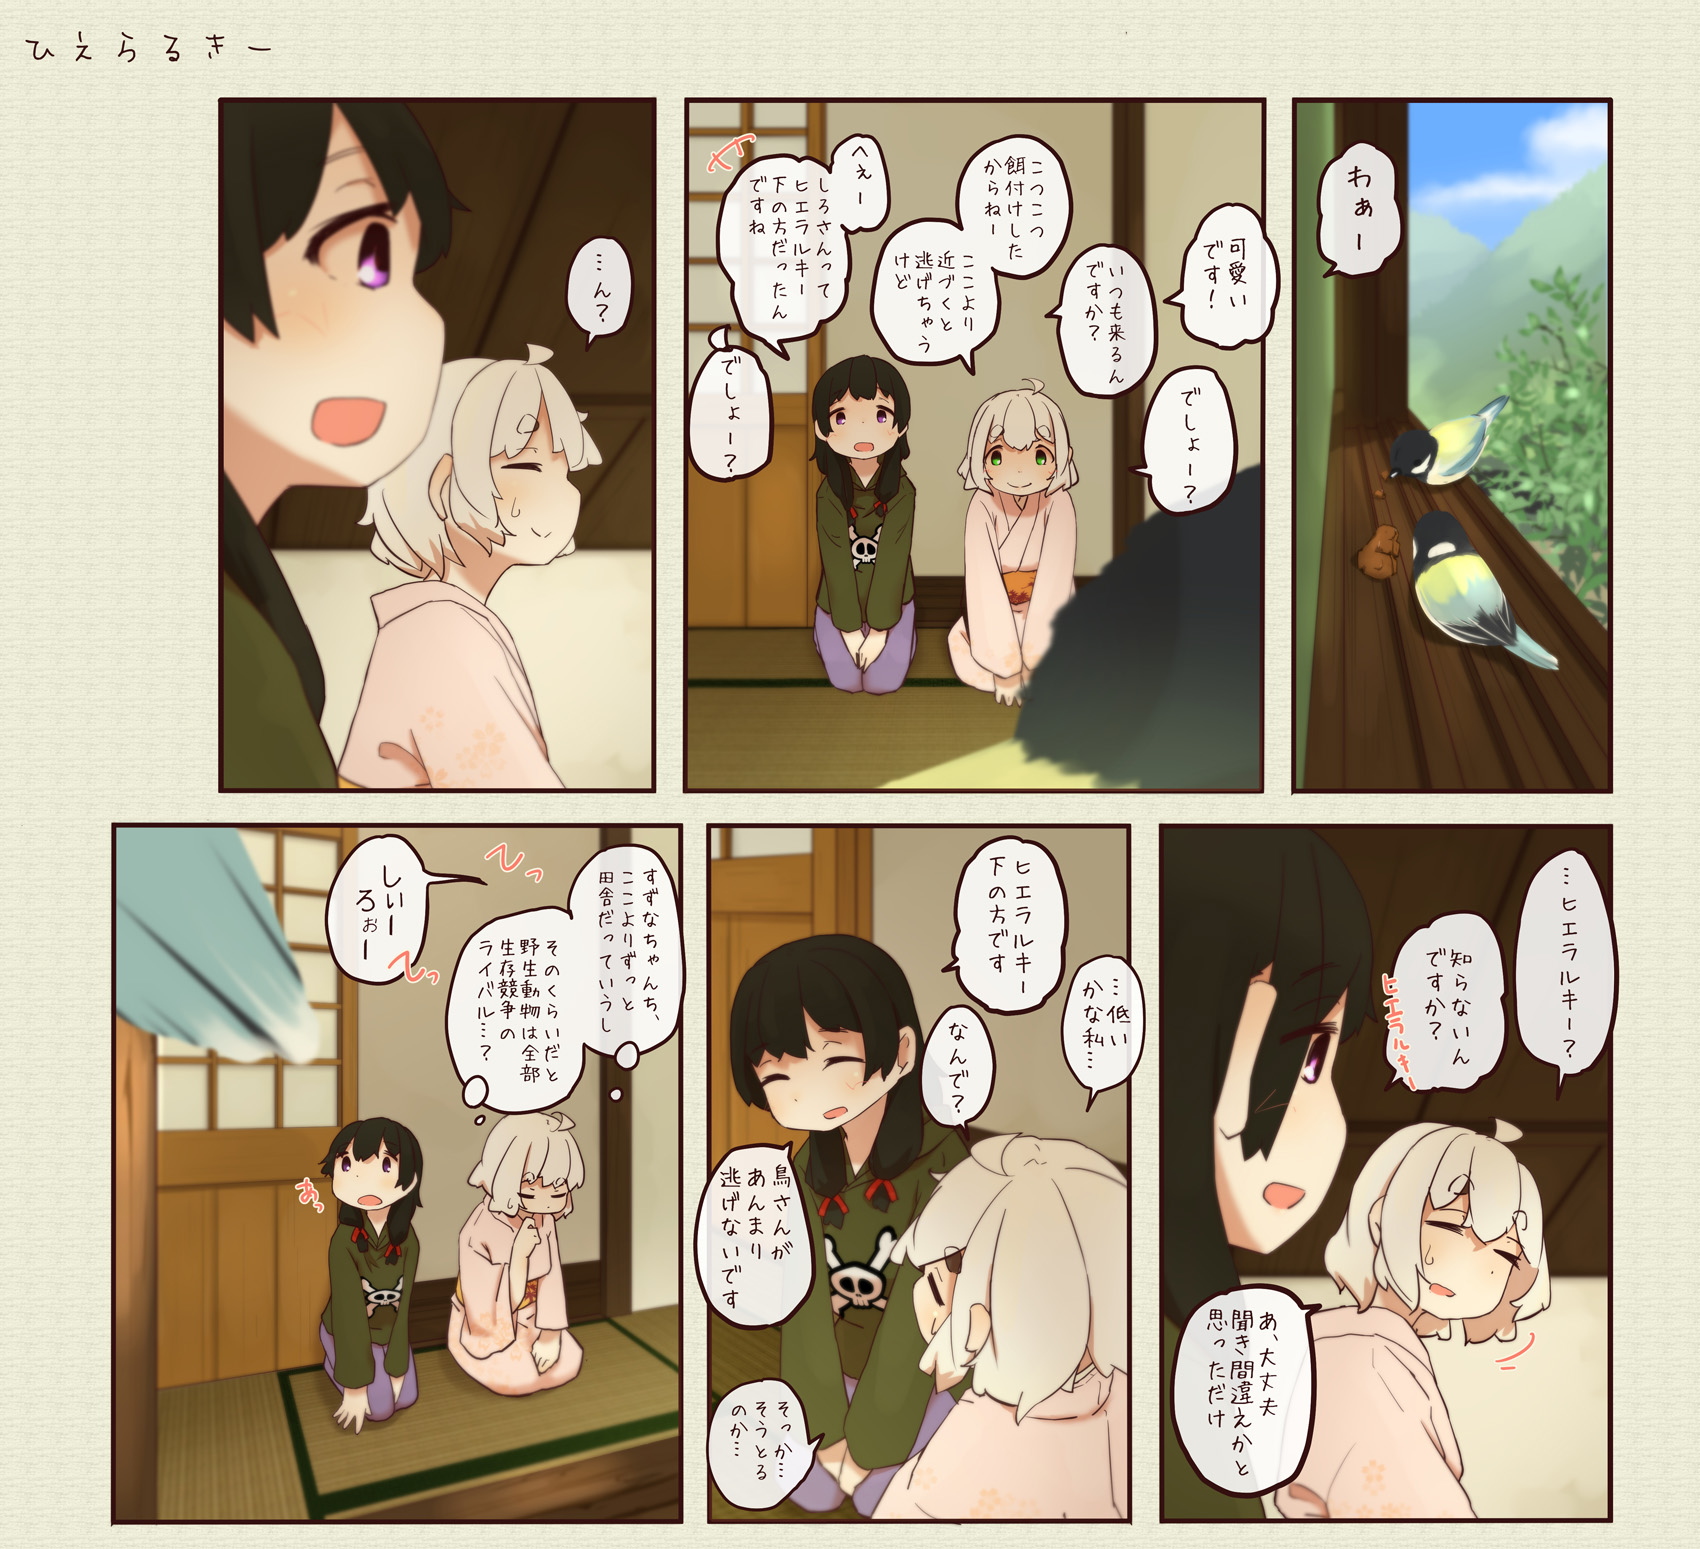 ひえらるきー
わぁー
可愛い
です！
でしょー？
いつも来るん
ですか？
こつこつ
餌付けした
からねー
ここより
近づくと
逃げちゃう
けど
へぇー
しろさんって
ヒエラルキー
下の方だったん
ですね
でしょー？
…ん？
…ヒエラルキー？
知らないん
ですか？
ヒエラルキー
あ、大丈夫
聞き間違えかと
思っただけ
…低い
かな私…
ヒエラルキー
下の方です
なんで？
鳥さんが
あんまり
逃げないです
そっか…
そうとる
のか…
すずなちゃんち、
ここよりずっと
田舎だっていうし
そのくらいだと
野生動物は全部
生存競争の
ライバル…？
しぃー
ろぉー
あっ